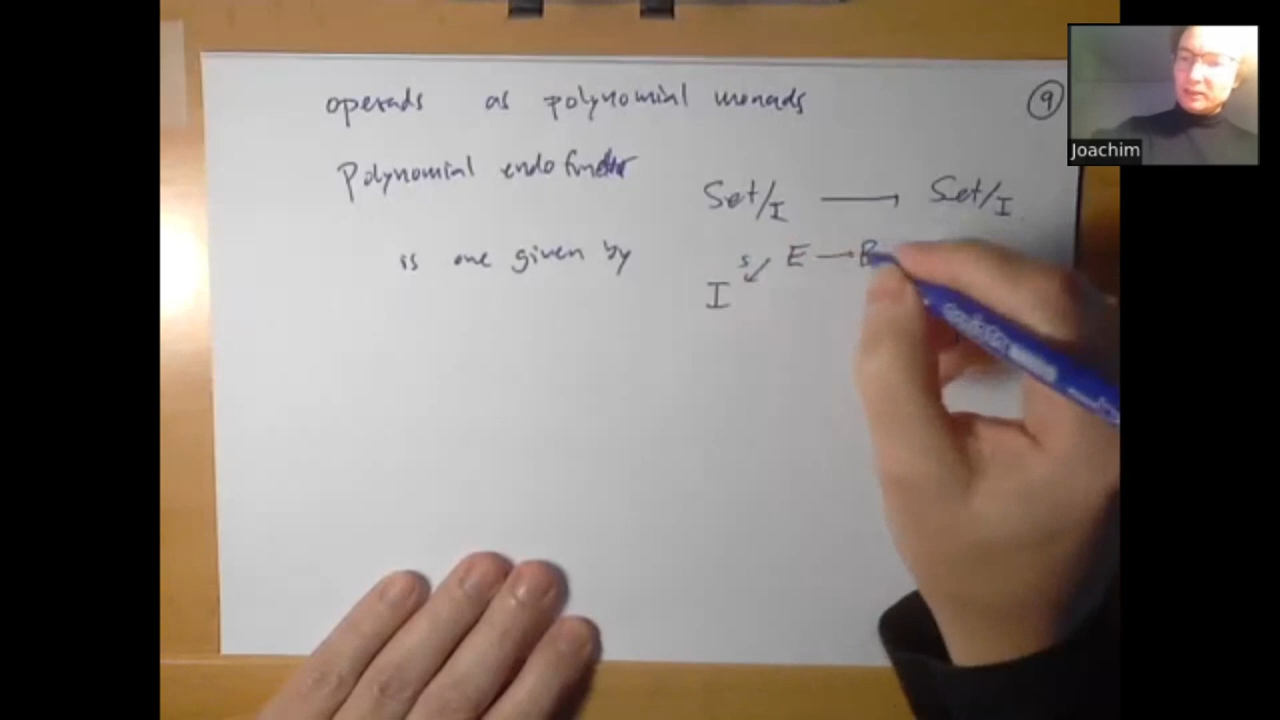 operads as polynomial monads 9
Polynomial endofunctor Set/I → Set/I
is one given by I s E → B
Joachim